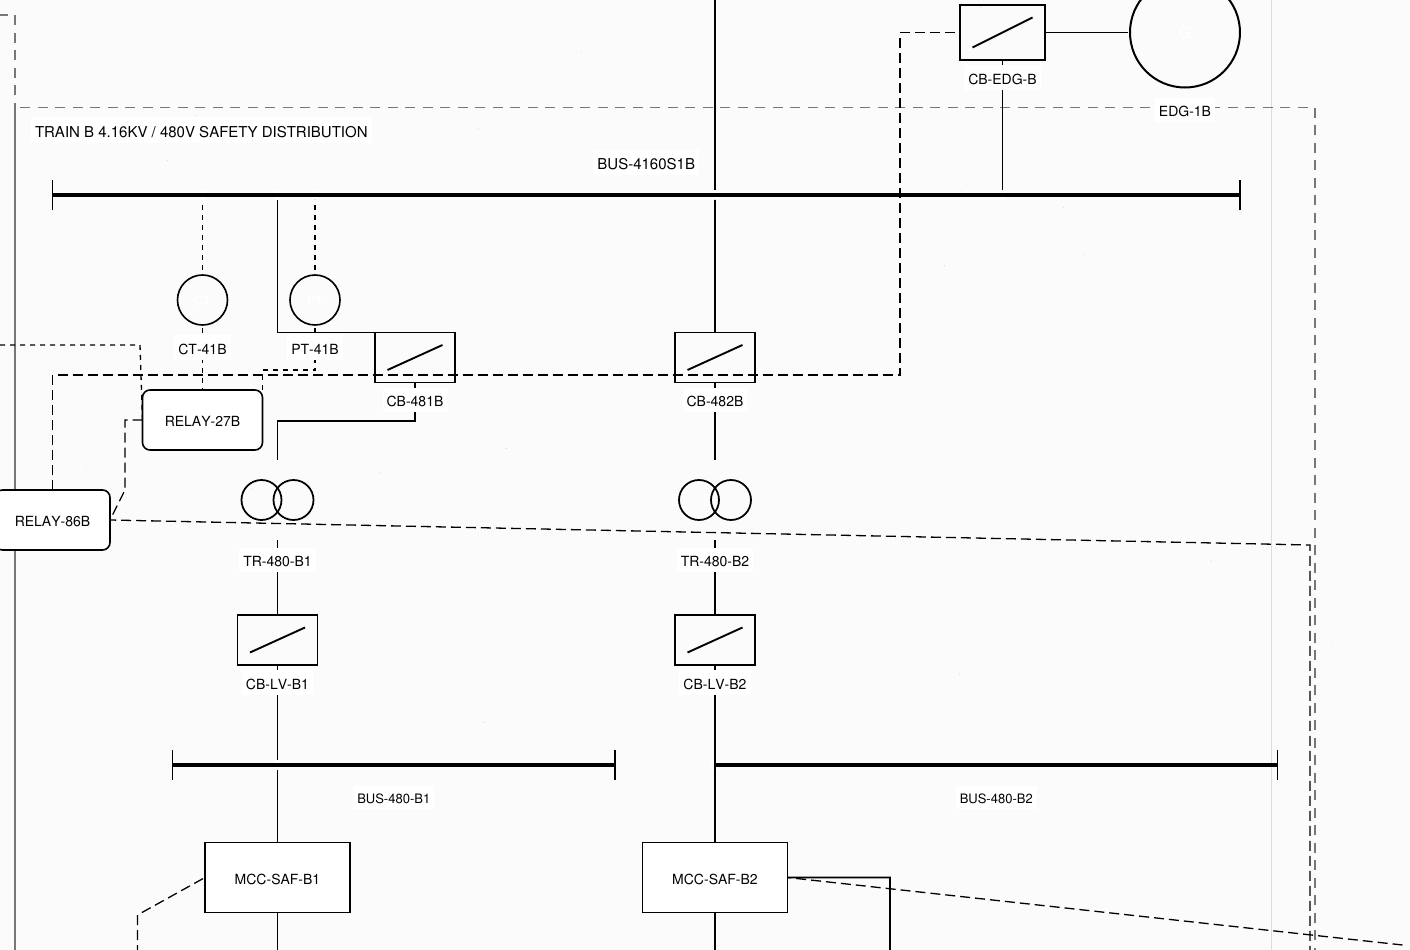 CB-EDG-B
EDG-1B
TRAIN B 4.16KV / 480V SAFETY DISTRIBUTION
BUS-4160S1B
CT-41B
PT-41B
CB-481B
CB-482B
RELAY-27B
RELAY-86B
TR-480-B1
TR-480-B2
CB-LV-B1
CB-LV-B2
BUS-480-B1
BUS-480-B2
MCC-SAF-B1
MCC-SAF-B2